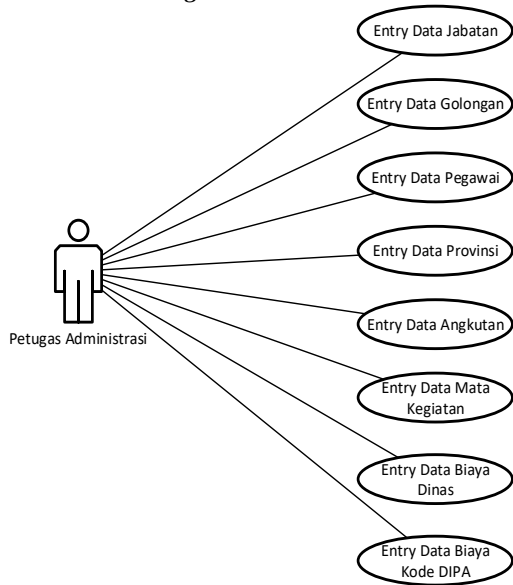 Entry Data Jabatan
Entry Data Golongan
Entry Data Pegawai
Entry Data Provinsi
Petugas Administrasi
Entry Data Angkutan
Entry Data Mata
Kegiatan
Entry Data Biaya
Dinas
Entry Data Biaya
Kode DIPA